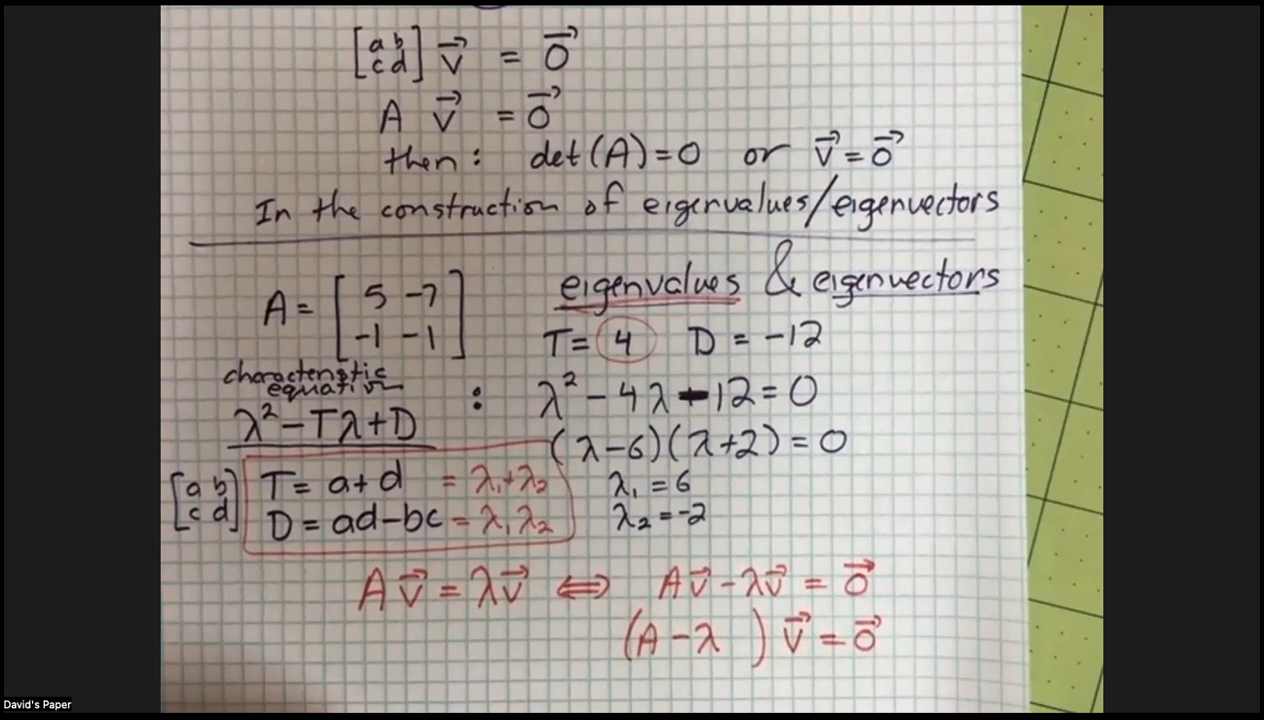 [a b
c d] v⃗ = 0⃗
A v⃗ = 0⃗
then : det(A)=0 or v⃗=0⃗
In the construction of eigenvalues/eigenvectors
eigenvalues & eigenvectors
A= [5 -7
-1 -1]
T= 4 D = -12
characteristic
equation
: λ² - 4λ - 12 = 0
λ² - Tλ + D
(λ-6)(λ+2) = 0
[a b
c d]
T= a+d = λ₁+λ₂
D= ad-bc = λ₁λ₂
λ₁ = 6
λ₂ = -2
Av⃗ = λv⃗ ⟺ Av⃗ - λv⃗ = 0⃗
(A-λ ) v⃗ = 0⃗
David's Paper